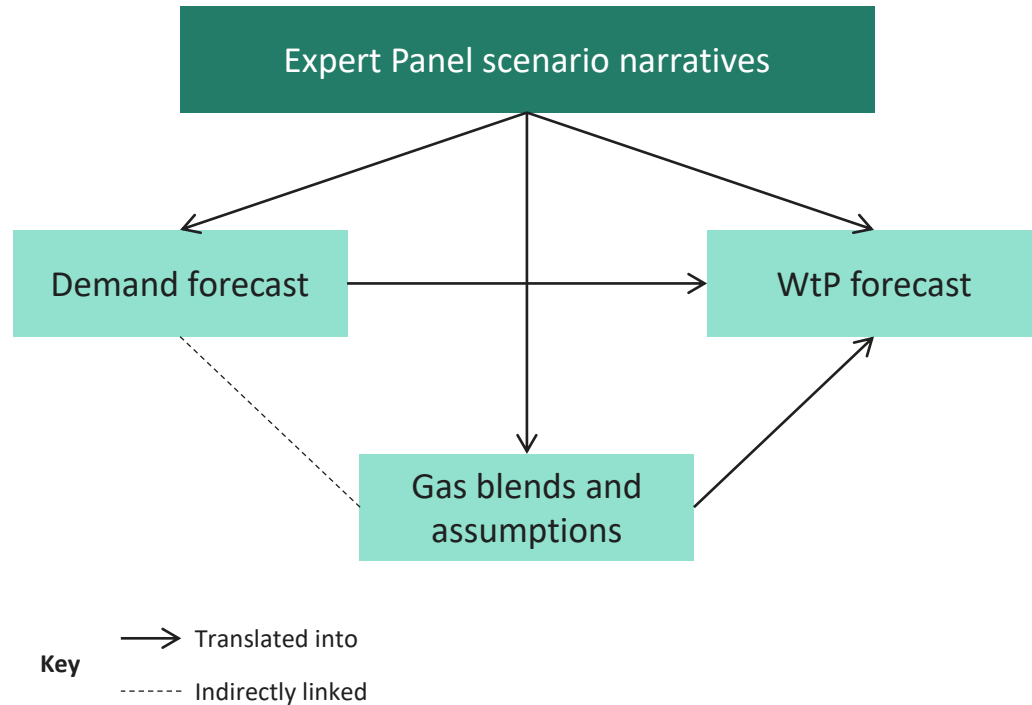 Expert Panel scenario narratives
Demand forecast
WtP forecast
Gas blends and
assumptions
Key
Translated into
Indirectly linked